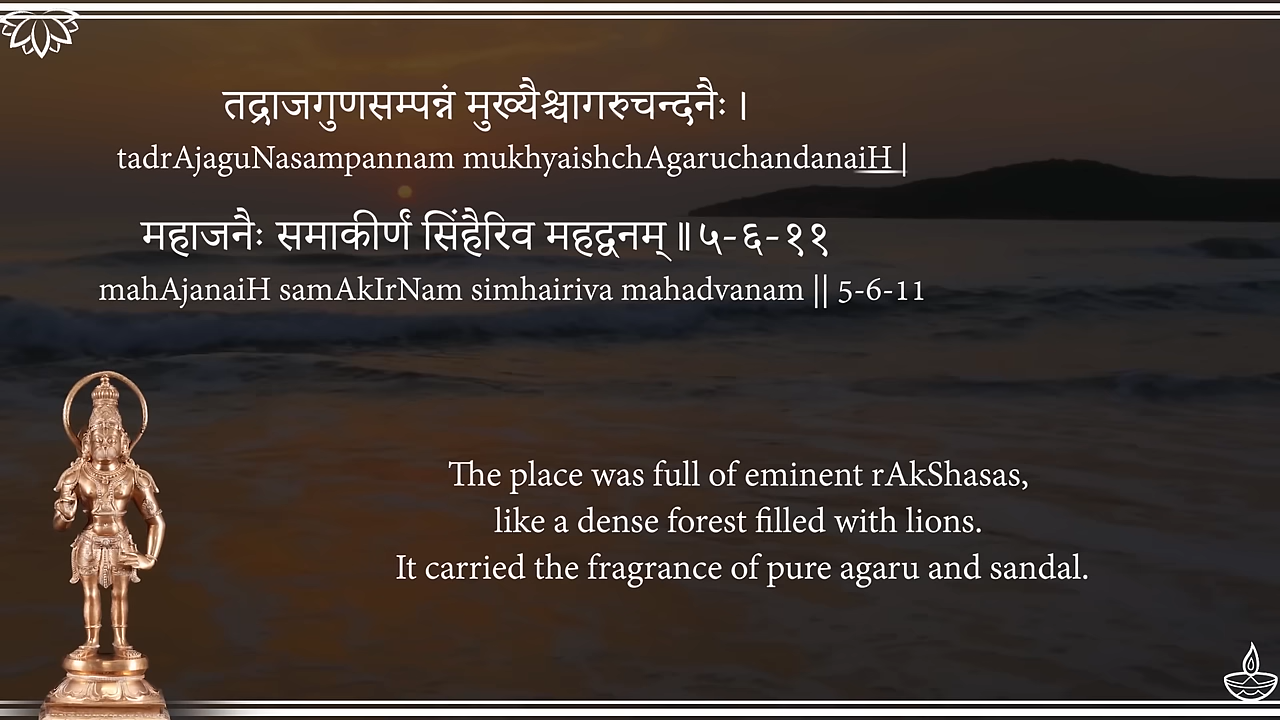 तद्राजगुणसम्पन्नं मुख्यैश्चागरुचन्दनैः ।
tadrAjaguNasampannam mukhyaishchAgaruchandanaiH |
महाजनैः समाकीर्णं सिंहैरिव महद्वनम् ॥५-६-११
mahAjanaiH samAkIrNam simhairiva mahadvanam || 5-6-11
The place was full of eminent rAkShasas,
like a dense forest filled with lions.
It carried the fragrance of pure agaru and sandal.